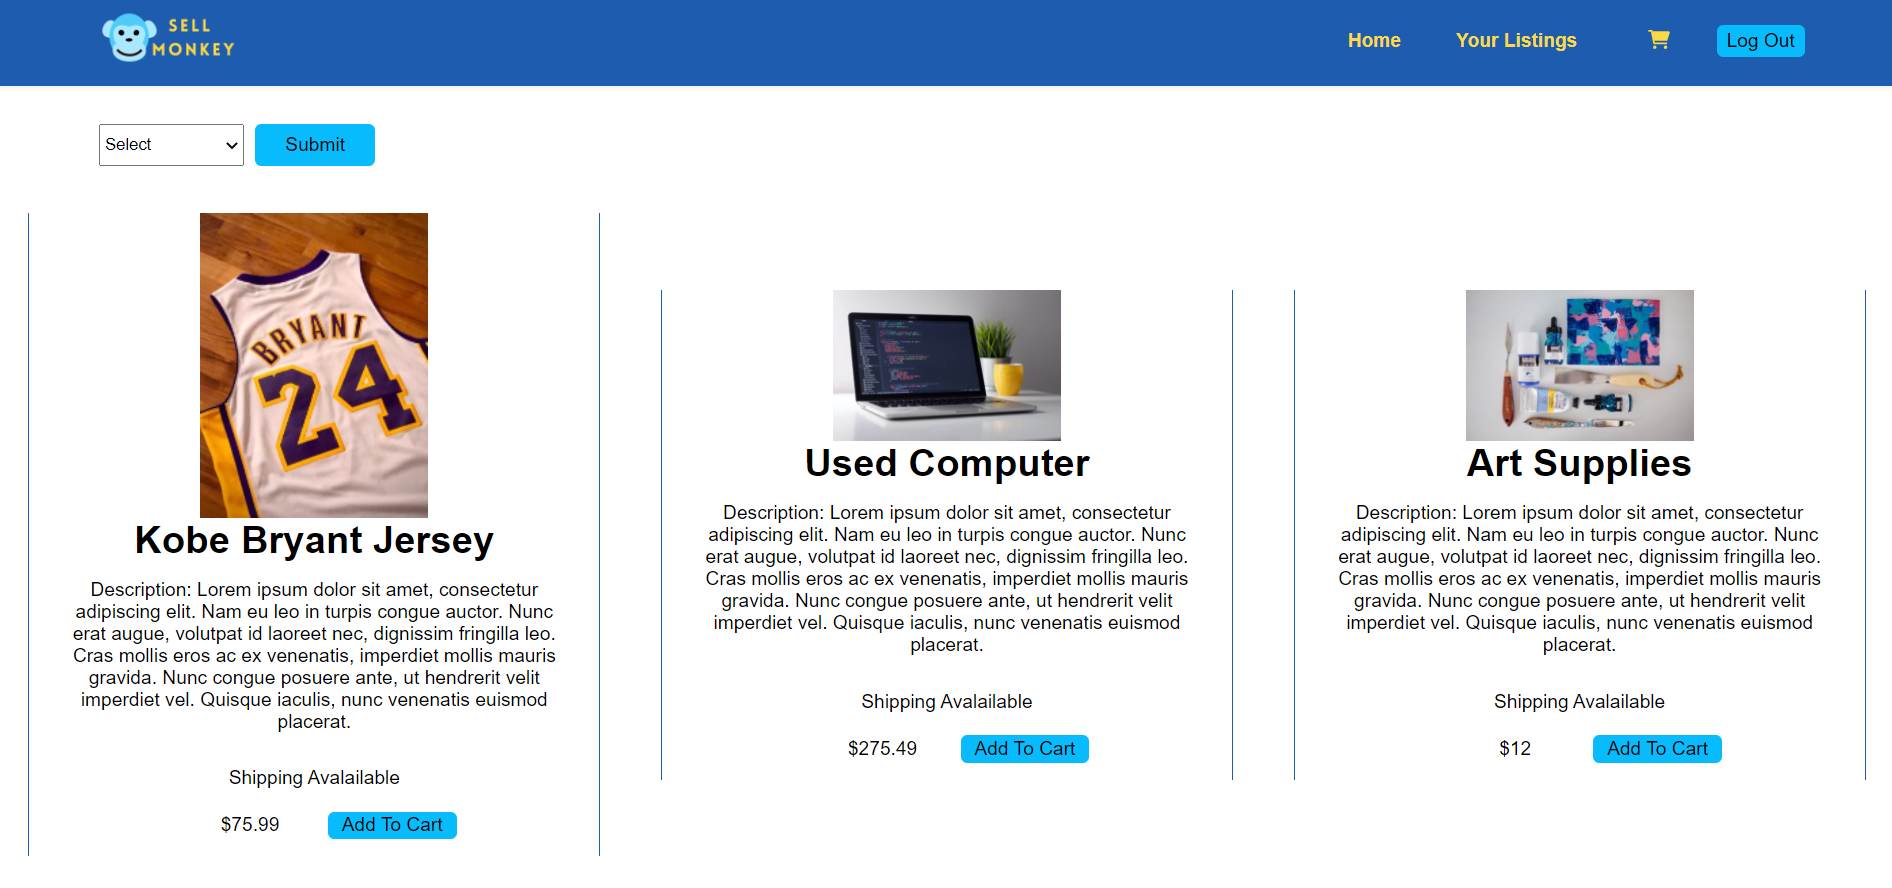 SELL
MONKEY
Home
Your Listings
Log Out
Select
Submit
BRYANT
24
Kobe Bryant Jersey
Description: Lorem ipsum dolor sit amet, consectetur
adipiscing elit. Nam eu leo in turpis congue auctor. Nunc
erat augue, volutpat id laoreet nec, dignissim fringilla leo.
Cras mollis eros ac ex venenatis, imperdiet mollis mauris
gravida. Nunc congue posuere ante, ut hendrerit velit
imperdiet vel. Quisque iaculis, nunc venenatis euismod
placerat.
Shipping Avalailable
$75.99
Add To Cart
Used Computer
Description: Lorem ipsum dolor sit amet, consectetur
adipiscing elit. Nam eu leo in turpis congue auctor. Nunc
erat augue, volutpat id laoreet nec, dignissim fringilla leo.
Cras mollis eros ac ex venenatis, imperdiet mollis mauris
gravida. Nunc congue posuere ante, ut hendrerit velit
imperdiet vel. Quisque iaculis, nunc venenatis euismod
placerat.
Shipping Avalailable
$275.49
Add To Cart
Art Supplies
Description: Lorem ipsum dolor sit amet, consectetur
adipiscing elit. Nam eu leo in turpis congue auctor. Nunc
erat augue, volutpat id laoreet nec, dignissim fringilla leo.
Cras mollis eros ac ex venenatis, imperdiet mollis mauris
gravida. Nunc congue posuere ante, ut hendrerit velit
imperdiet vel. Quisque iaculis, nunc venenatis euismod
placerat.
Shipping Avalailable
$12
Add To Cart